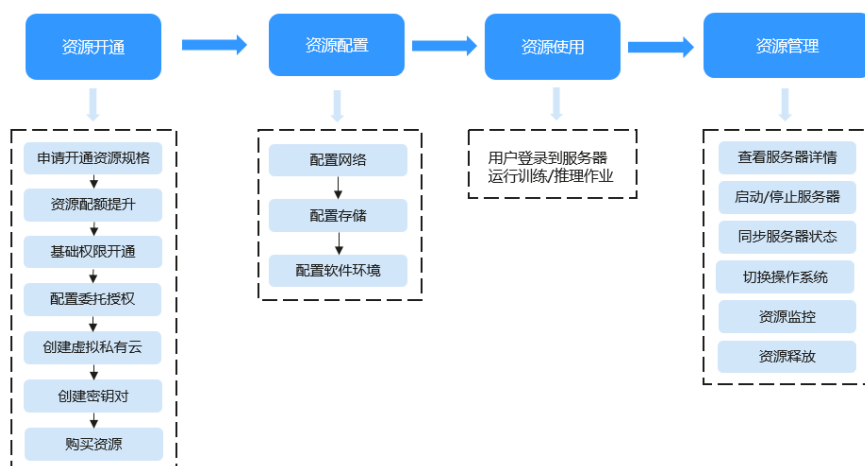 资源开通
资源配置
资源使用
资源管理
申请开通资源规格
资源配额提升
基础权限开通
配置委托授权
创建虚拟私有云
创建密钥对
购买资源
配置网络
配置存储
配置软件环境
用户登录到服务器
运行训练/推理作业
查看服务器详情
启动/停止服务器
同步服务器状态
切换操作系统
资源监控
资源释放